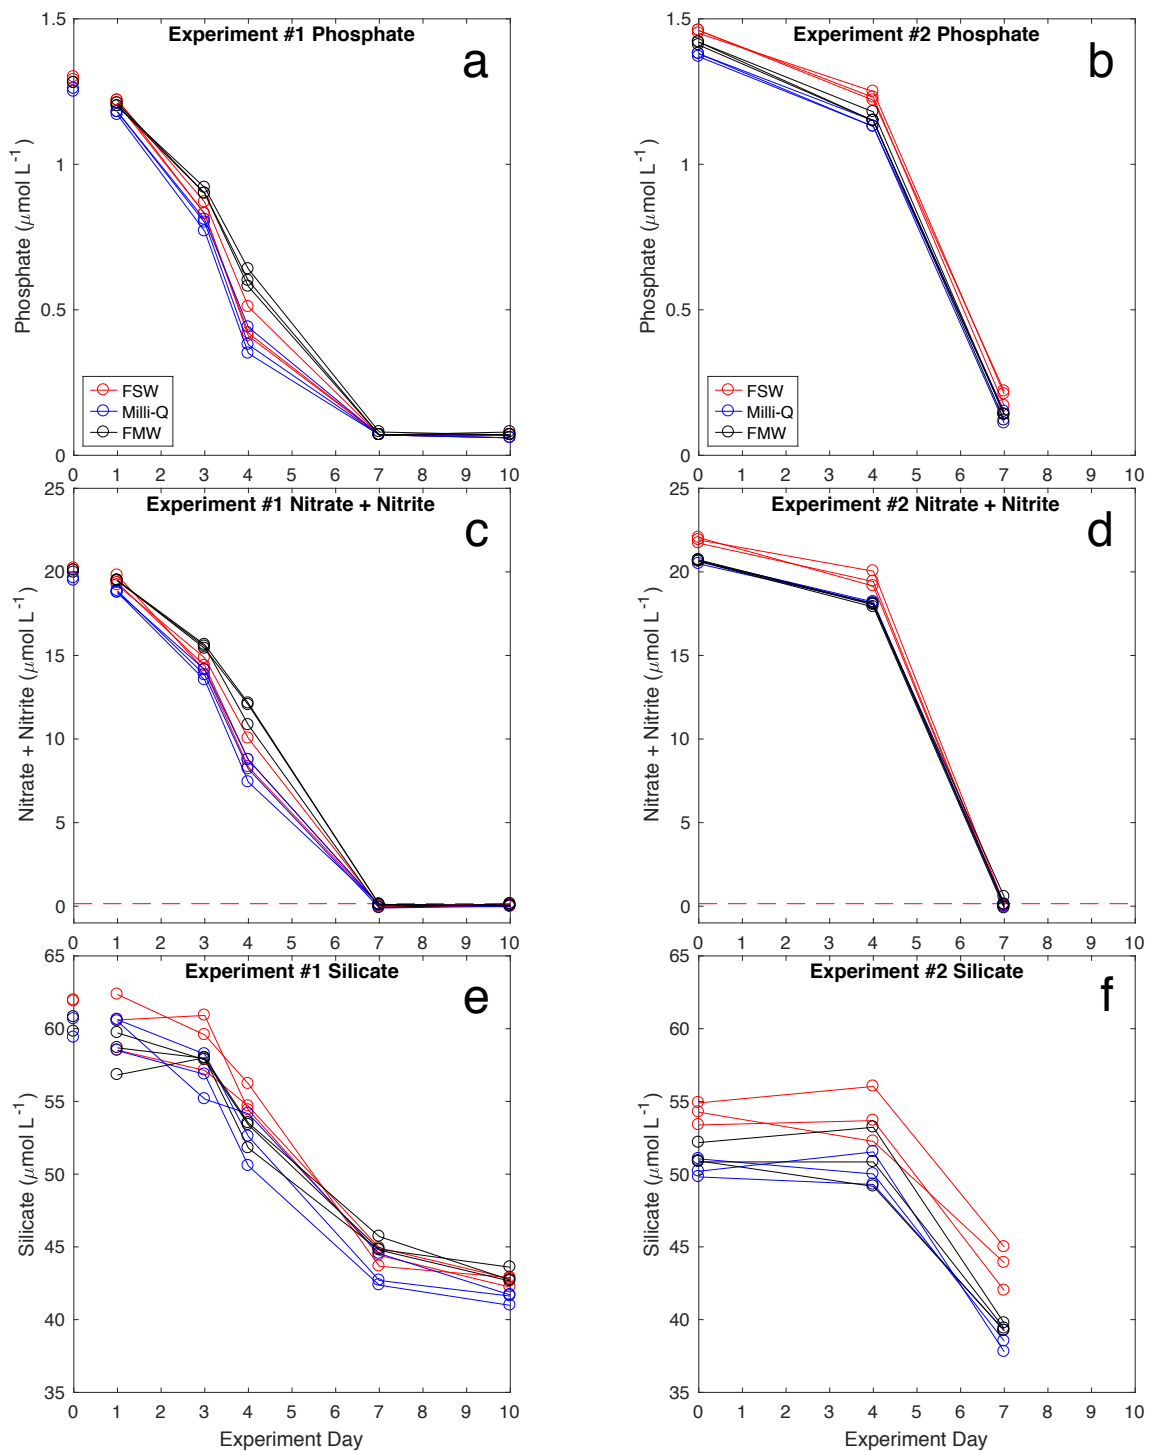 Experiment #1 Phosphate
a
Phosphate (μmol L⁻¹)
1.5
1
0.5
0
FSW
Milli-Q
FMW
0 1 2 3 4 5 6 7 8 9 10
Experiment #2 Phosphate
b
Phosphate (μmol L⁻¹)
1.5
1
0.5
0
FSW
Milli-Q
FMW
0 1 2 3 4 5 6 7 8 9 10
Experiment #1 Nitrate + Nitrite
c
Nitrate + Nitrite (μmol L⁻¹)
25
20
15
10
5
0
0 1 2 3 4 5 6 7 8 9 10
Experiment #2 Nitrate + Nitrite
d
Nitrate + Nitrite (μmol L⁻¹)
25
20
15
10
5
0
0 1 2 3 4 5 6 7 8 9 10
Experiment #1 Silicate
e
Silicate (μmol L⁻¹)
65
60
55
50
45
40
35
0 1 2 3 4 5 6 7 8 9 10
Experiment Day
Experiment #2 Silicate
f
Silicate (μmol L⁻¹)
65
60
55
50
45
40
35
0 1 2 3 4 5 6 7 8 9 10
Experiment Day